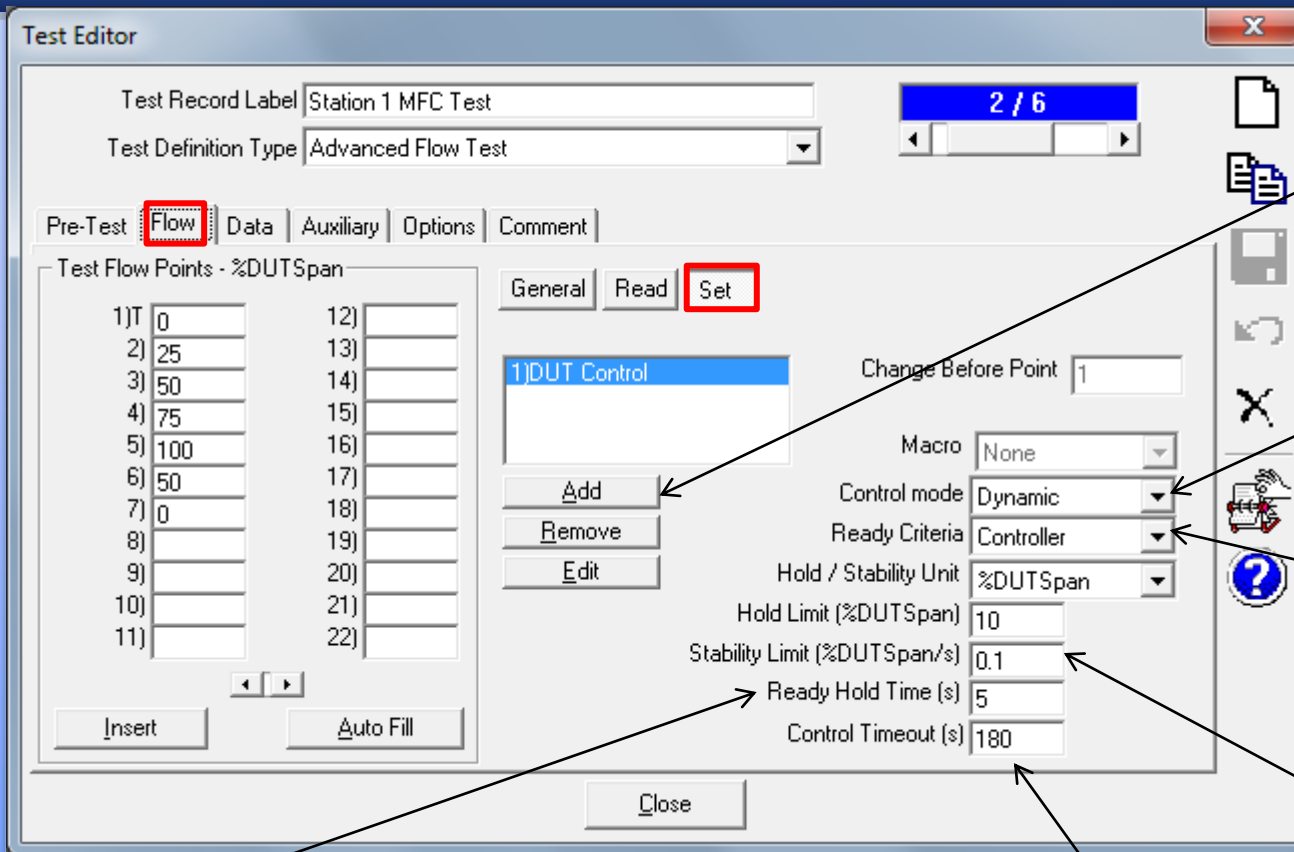 Test Editor
Test Record Label Station 1 MFC Test
2 / 6
Test Definition Type Advanced Flow Test
Pre-Test Flow Data Auxiliary Options Comment
Test Flow Points - %DUTSpan
1)T 0
2) 25
3) 50
4) 75
5) 100
6) 50
7) 0
8)
9)
10)
11)
12)
13)
14)
15)
16)
17)
18)
19)
20)
21)
22)
Insert Auto Fill
General Read Set
1)DUT Control
Add
Remove
Edit
Change Before Point 1
Macro None
Control mode Dynamic
Ready Criteria Controller
Hold / Stability Unit %DUTSpan
Hold Limit (%DUTSpan) 10
Stability Limit (%DUTSpan/s) 0.1
Ready Hold Time (s) 5
Control Timeout (s) 180
Close